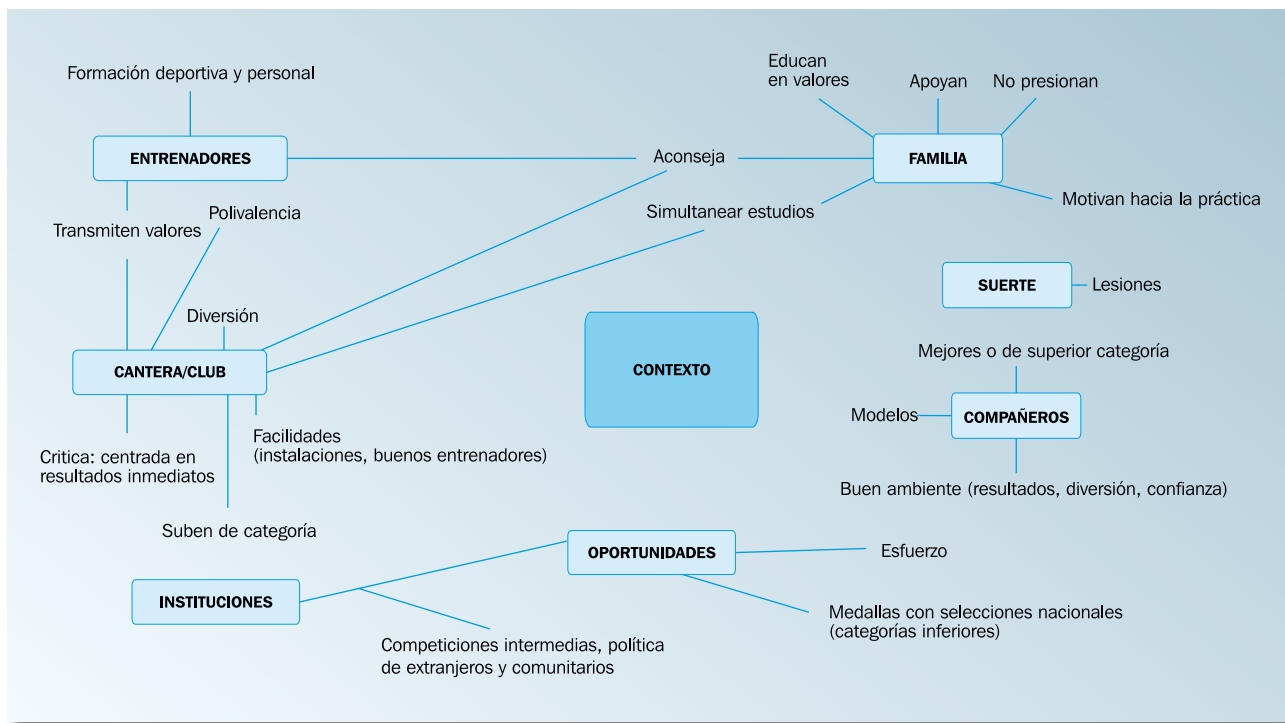 Formación deportiva y personal
Educan
en valores
Apoyan
No presionan
ENTRENADORES
Aconseja
FAMILIA
Polivalencia
Simultanear estudios
Motivan hacia la práctica
Transmiten valores
SUERTE
Lesiones
Diversión
CANTERA/CLUB
CONTEXTO
Mejores o de superior categoría
Modelos
COMPAÑEROS
Facilidades
(instalaciones, buenos entrenadores)
Critica: centrada en
resultados inmediatos
Buen ambiente (resultados, diversión, confianza)
Suben de categoría
OPORTUNIDADES
Esfuerzo
INSTITUCIONES
Medallas con selecciones nacionales
(categorías inferiores)
Competiciones intermedias, política
de extranjeros y comunitarios